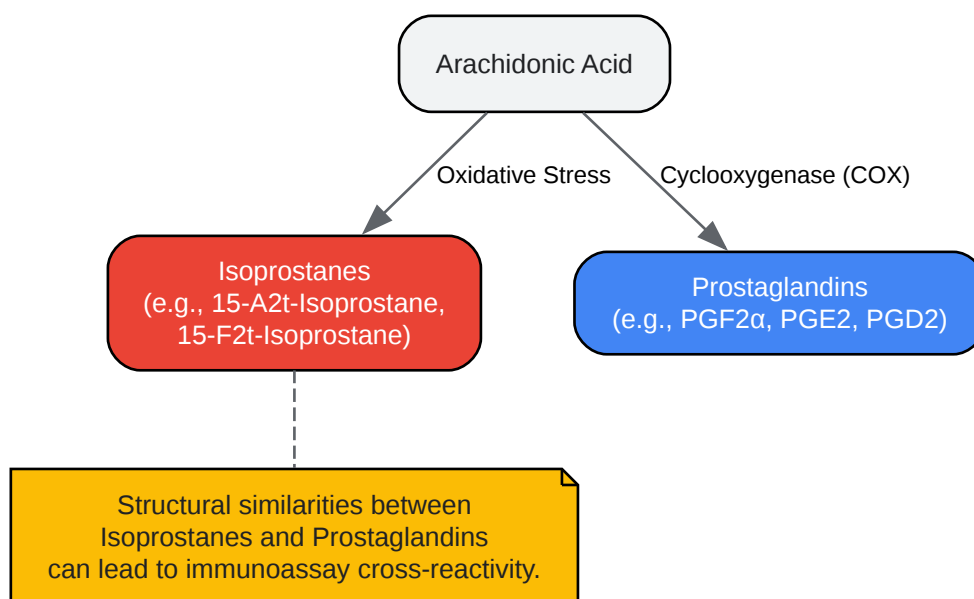 Arachidonic Acid
Oxidative Stress
Cyclooxygenase (COX)
Isoprostanes
(e.g., 15-A2t-Isoprostane,
15-F2t-Isoprostane)
Prostaglandins
(e.g., PGF2α, PGE2, PGD2)
Structural similarities between
Isoprostanes and Prostaglandins
can lead to immunoassay cross-reactivity.